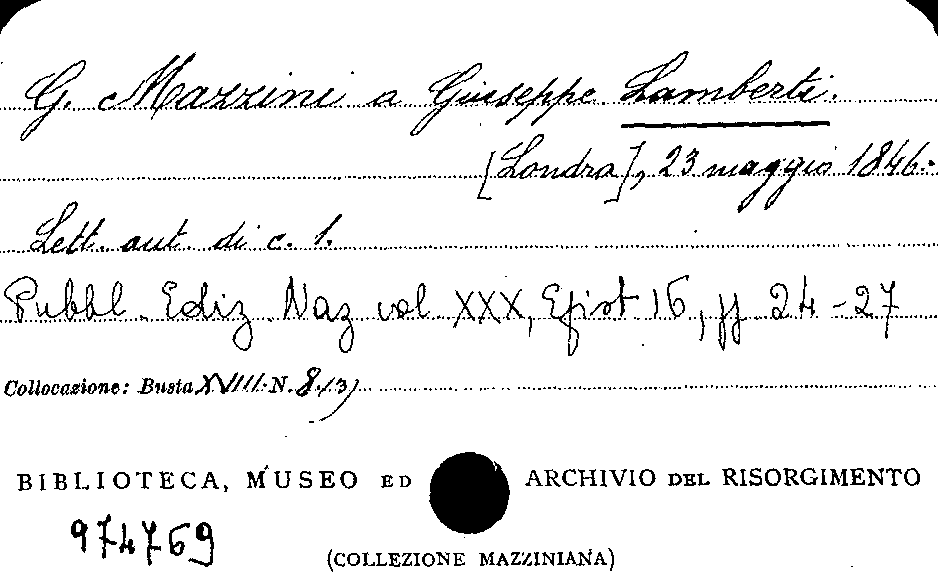 G. Mazzini a Giuseppe Lamberti.
[Londra], 23 maggio 1846.
Lett. aut. di c. 1.
Pubbl. Ediz. Naz vol. XXX, Epist. 16, pp. 24-27
Collocazione: Busta XVIII. N. 8 (3)
BIBLIOTECA, MUSEO ED ARCHIVIO DEL RISORGIMENTO
974769
(COLLEZIONE MAZZINIANA)